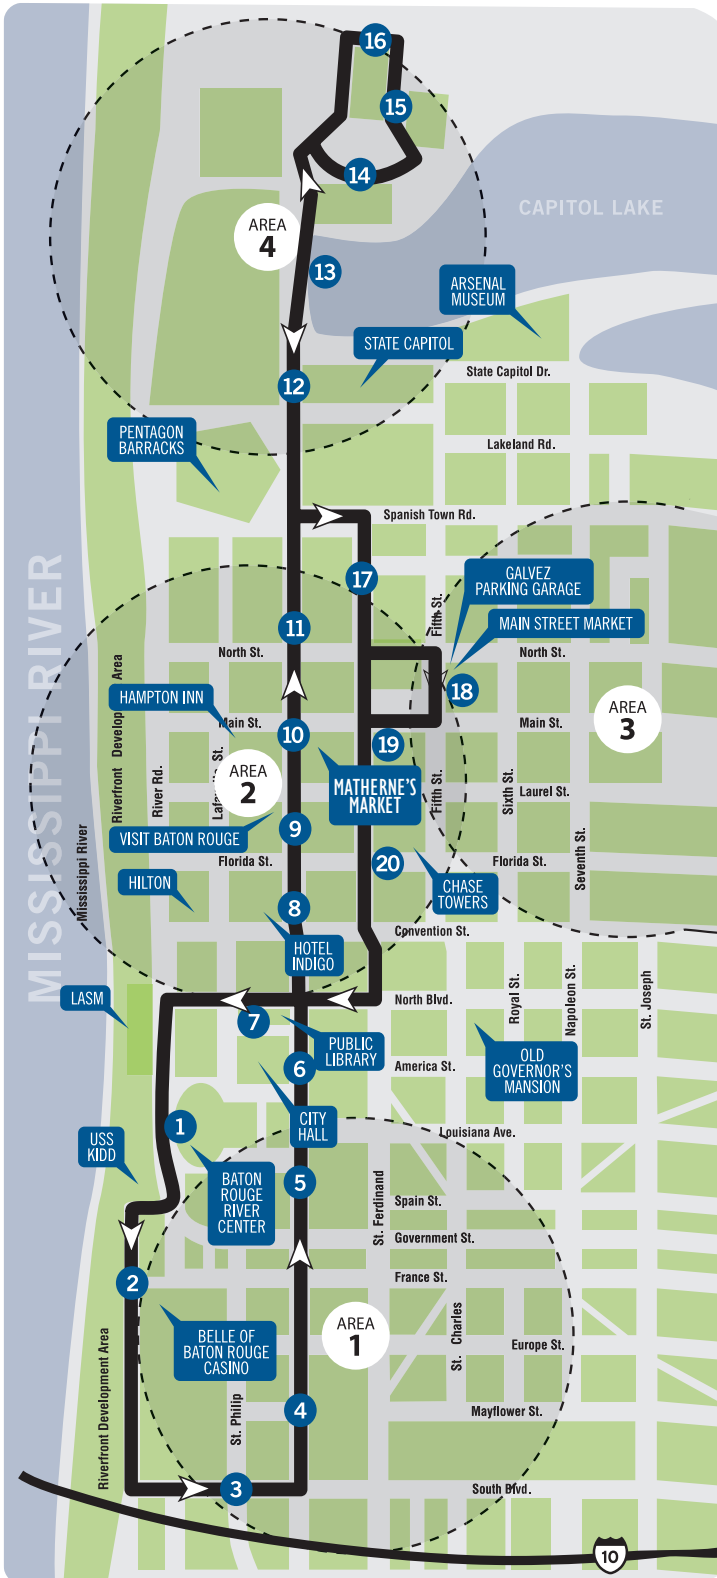 16
15
14
CAPITOL LAKE
AREA
4
13
ARSENAL
MUSEUM
STATE CAPITOL
State Capitol Dr.
12
PENTAGON
BARRACKS
Lakeland Rd.
Spanish Town Rd.
17
GALVEZ
PARKING GARAGE
Fifth St.
MAIN STREET MARKET
11
North St.
North St.
MISSISSIPPI RIVER
Riverfront Development Area
HAMPTON INN
18
AREA
3
Main St.
Main St.
10
19
River Rd.
Lafayette St.
AREA
2
MATHERNE'S
MARKET
Fifth St.
Sixth St.
Laurel St.
9
VISIT BATON ROUGE
Florida St.
20
Florida St.
Seventh St.
Mississippi River
HILTON
CHASE
TOWERS
8
HOTEL
INDIGO
Convention St.
LASM
North Blvd.
Royal St.
Napoleon St.
St. Joseph
7
PUBLIC
LIBRARY
6
America St.
OLD
GOVERNOR'S
MANSION
CITY
HALL
1
Louisiana Ave.
USS
KIDD
BATON
ROUGE
RIVER
CENTER
5
St. Ferdinand
Spain St.
Government St.
2
France St.
AREA
1
BELLE OF
BATON ROUGE
CASINO
St. Charles
Europe St.
Riverfront Development Area
St. Philip
4
Mayflower St.
3
South Blvd.
10